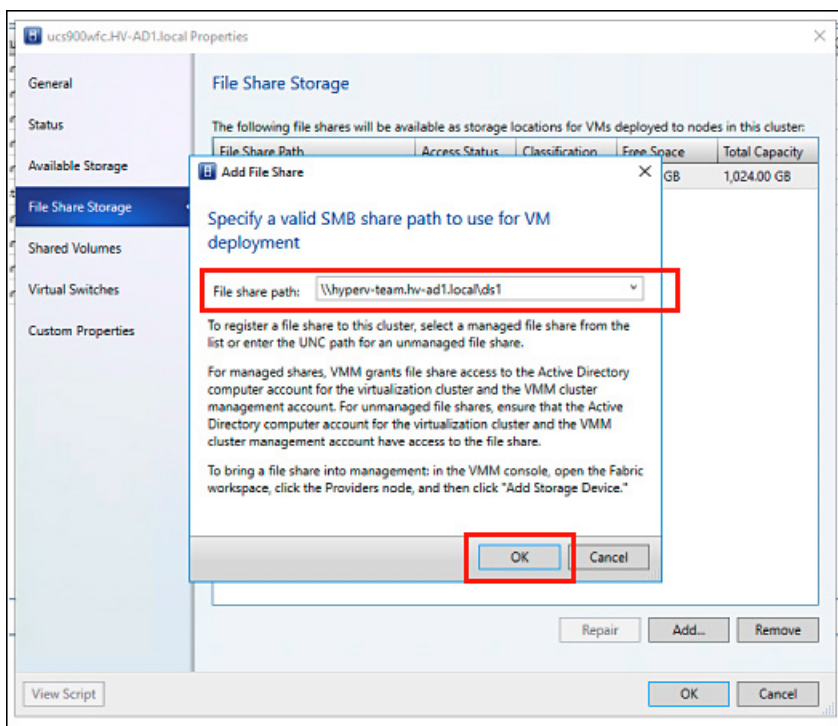 ucs900wfc.HV-AD1.local Properties
General
Status
Available Storage
File Share Storage
Shared Volumes
Virtual Switches
Custom Properties
File Share Storage
The following file shares will be available as storage locations for VMs deployed to nodes in this cluster:
File Share Path Access Status Classification Free Space Total Capacity
GB 1,024.00 GB
Add File Share
Specify a valid SMB share path to use for VM
deployment
File share path: \\hyperv-team.hv-ad1.local\ds1
To register a file share to this cluster, select a managed file share from the
list or enter the UNC path for an unmanaged file share.
For managed shares, VMM grants file share access to the Active Directory
computer account for the virtualization cluster and the VMM cluster
management account. For unmanaged file shares, ensure that the Active
Directory computer account for the virtualization cluster and the VMM
cluster management account have access to the file share.
To bring a file share into management: in the VMM console, open the Fabric
workspace, click the Providers node, and then click "Add Storage Device."
OK Cancel
Repair Add... Remove
View Script OK Cancel